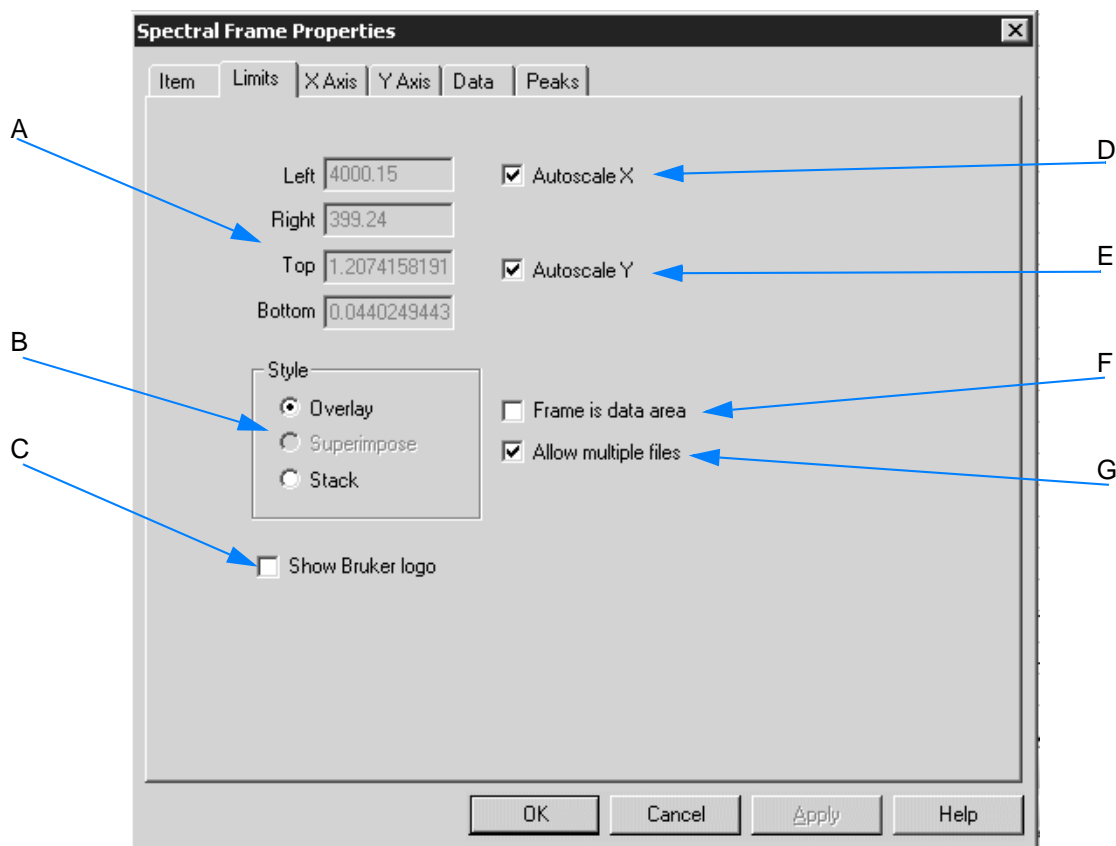 Spectral Frame Properties
Item Limits X Axis Y Axis Data Peaks
A
D
Left 4000.15 Autoscale X
Right 399.24
Top 1.2074158191 Autoscale Y
E
Bottom 0.0440249443
B
Style
F
Overlay Frame is data area
Superimpose Allow multiple files
C
G
Stack
Show Bruker logo
OK Cancel Apply Help